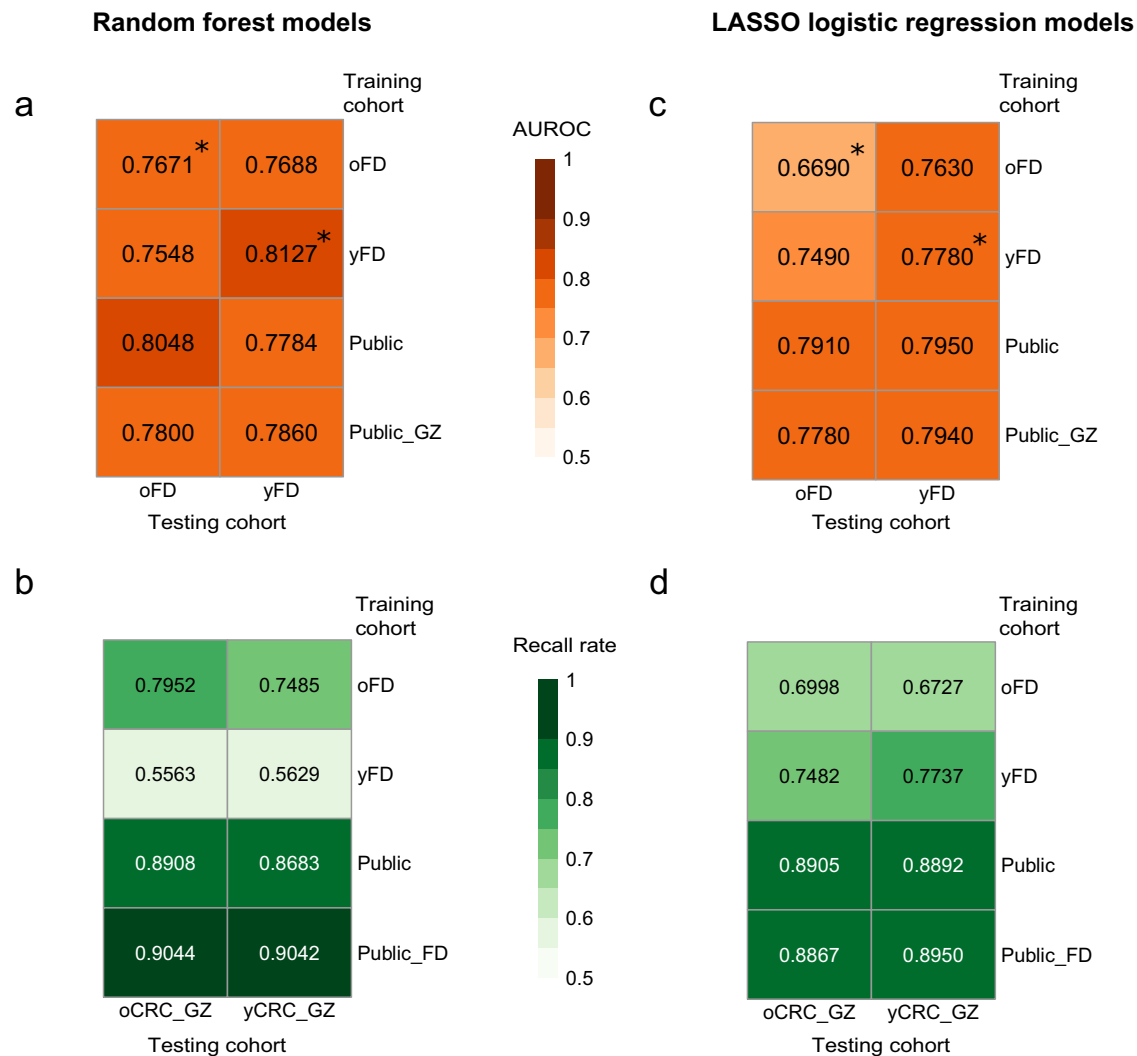 Random forest models
LASSO logistic regression models
a
Training
cohort
0.7671* 0.7688 oFD
0.7548 0.8127* yFD
0.8048 0.7784 Public
0.7800 0.7860 Public_GZ
oFD yFD
Testing cohort
AUROC
1
0.9
0.8
0.7
0.6
0.5
c
Training
cohort
0.6690* 0.7630 oFD
0.7490 0.7780* yFD
0.7910 0.7950 Public
0.7780 0.7940 Public_GZ
oFD yFD
Testing cohort
b
Training
cohort
0.7952 0.7485 oFD
0.5563 0.5629 yFD
0.8908 0.8683 Public
0.9044 0.9042 Public_FD
oCRC_GZ yCRC_GZ
Testing cohort
Recall rate
1
0.9
0.8
0.7
0.6
0.5
d
Training
cohort
0.6998 0.6727 oFD
0.7482 0.7737 yFD
0.8905 0.8892 Public
0.8867 0.8950 Public_FD
oCRC_GZ yCRC_GZ
Testing cohort